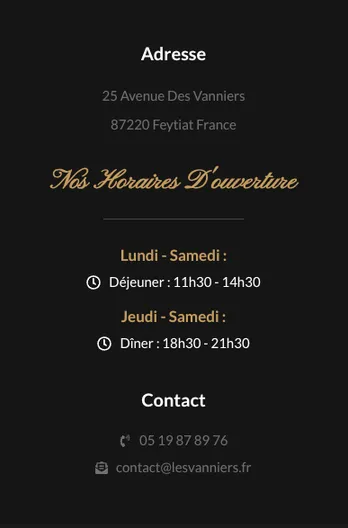 Adresse
25 Avenue Des Vanniers
87220 Feytiat France
Nos Horaires D'ouverture
Lundi - Samedi :
Déjeuner : 11h30 - 14h30
Jeudi - Samedi :
Dîner : 18h30 - 21h30
Contact
05 19 87 89 76
contact@lesvanniers.fr